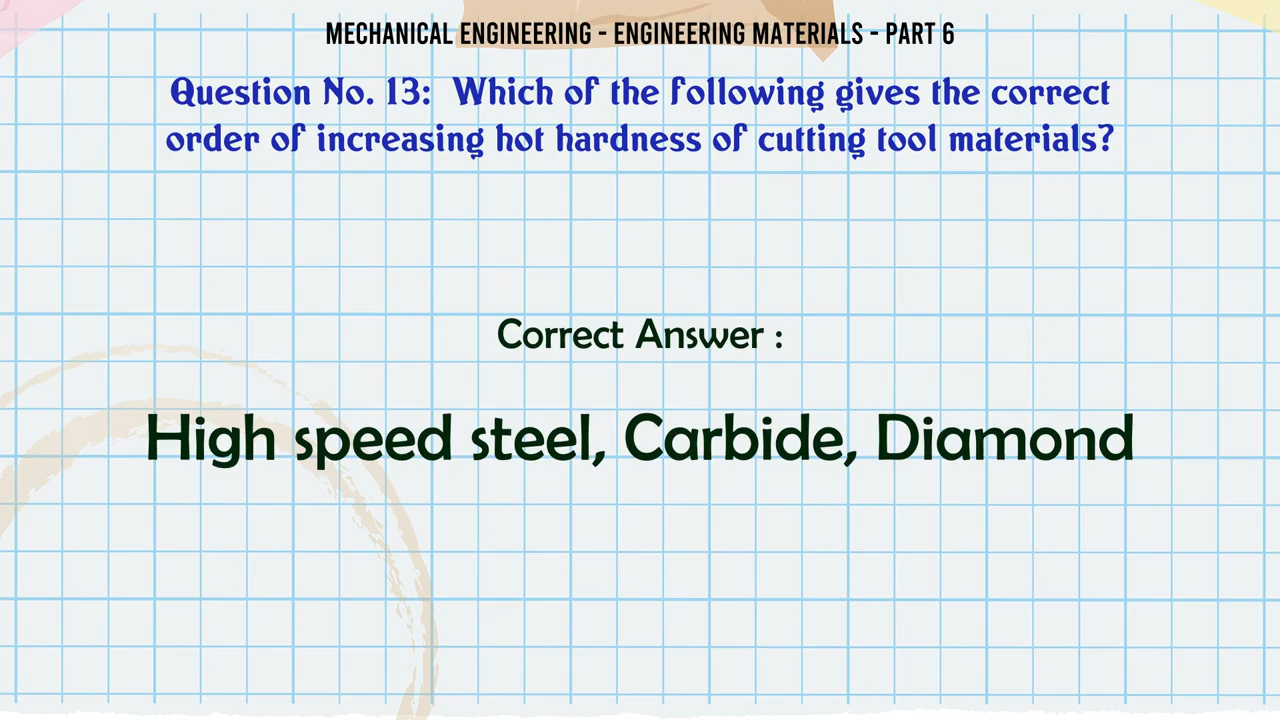 MECHANICAL ENGINEERING - ENGINEERING MATERIALS - PART 6
Question No. 13: Which of the following gives the correct
order of increasing hot hardness of cutting tool materials?
Correct Answer :
High speed steel, Carbide, Diamond